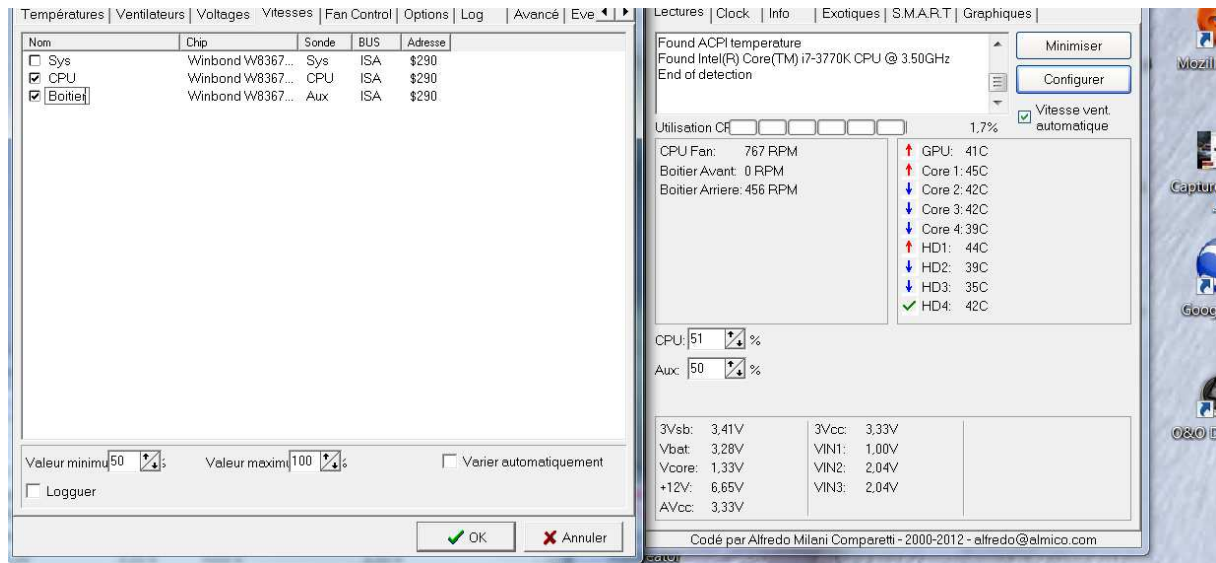 Températures Ventilateurs Voltages Vitesses Fan Control Options Log Avancé Eve
Nom Chip Sonde BUS Adresse
Sys Winbond W8367... Sys ISA $290
CPU Winbond W8367... CPU ISA $290
Boitier Winbond W8367... Aux ISA $290
Valeur minimu 50 Valeur maxim 100 Varier automatiquement
Logguer
OK Annuler
Lectures Clock Info Exotiques S.M.A.R.T Graphiques
Found ACPI temperature
Found Intel(R) Core(TM) i7-3770K CPU @ 3.50GHz
End of detection
Minimiser
Configurer
Vitesse vent.
automatique
Utilisation CP 1,7%
CPU Fan: 767 RPM
Boitier Avant: 0 RPM
Boitier Arriere: 456 RPM
GPU: 41C
Core 1: 45C
Core 2: 42C
Core 3: 42C
Core 4: 39C
HD1: 44C
HD2: 39C
HD3: 35C
HD4: 42C
CPU: 51 %
Aux: 50 %
3Vsb: 3,41V
Vbat: 3,28V
Vcore: 1,33V
+12V: 6,65V
AVcc: 3,33V
3Vcc: 3,33V
VIN1: 1,00V
VIN2: 2,04V
VIN3: 2,04V
Codé par Alfredo Milani Comparetti - 2000-2012 - alfredo@almico.com
Mozill
Captur
Goog
O&O D